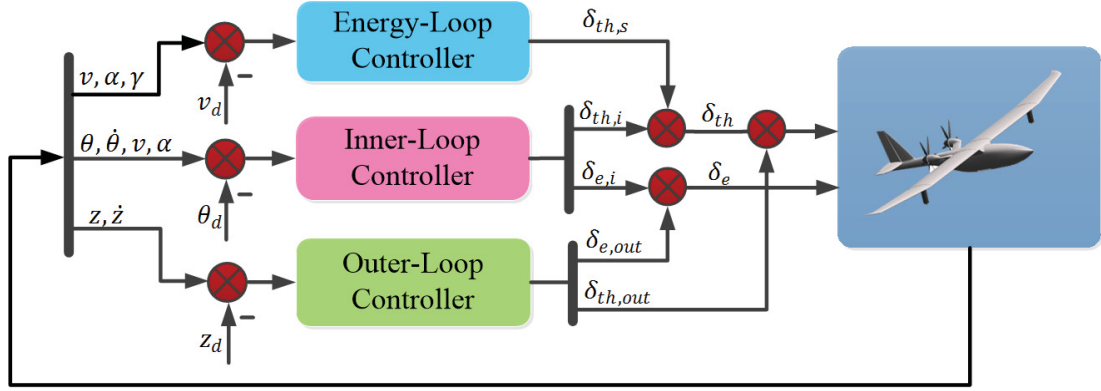 Energy-Loop
Controller
δ_{th,s}
v, α, γ
v_d
−
Inner-Loop
Controller
δ_{th,i}
δ_{th}
θ, θ̇, v, α
δ_{e,i}
δ_e
θ_d
−
z, ż
Outer-Loop
Controller
δ_{e,out}
δ_{th,out}
z_d
−